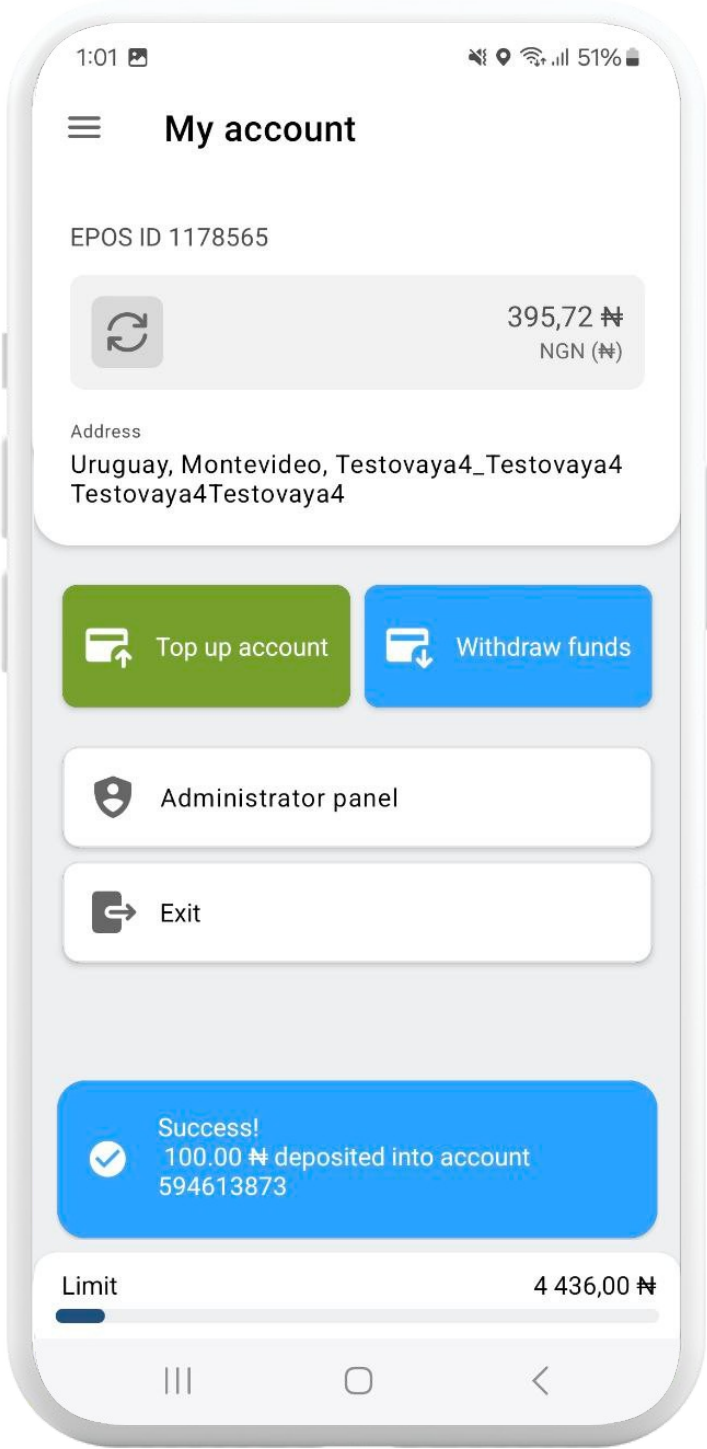 1:01 51%
My account
EPOS ID 1178565
395,72 ₦
NGN (₦)
Address
Uruguay, Montevideo, Testovaya4_Testovaya4
Testovaya4Testovaya4
Top up account
Withdraw funds
Administrator panel
Exit
Success!
100.00 ₦ deposited into account
594613873
Limit 4 436,00 ₦